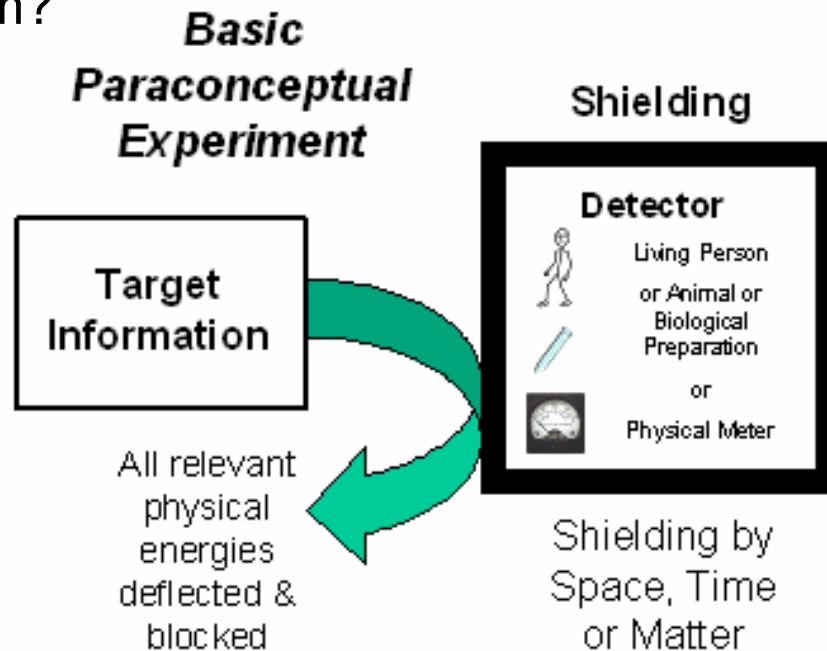 n?
Basic
Paraconceptual
Experiment
Shielding
Target
Information
Detector
Living Person
or Animal or
Biological
Preparation
or
Physical Meter
All relevant
physical
energies
deflected &
blocked
Shielding by
Space, Time
or Matter